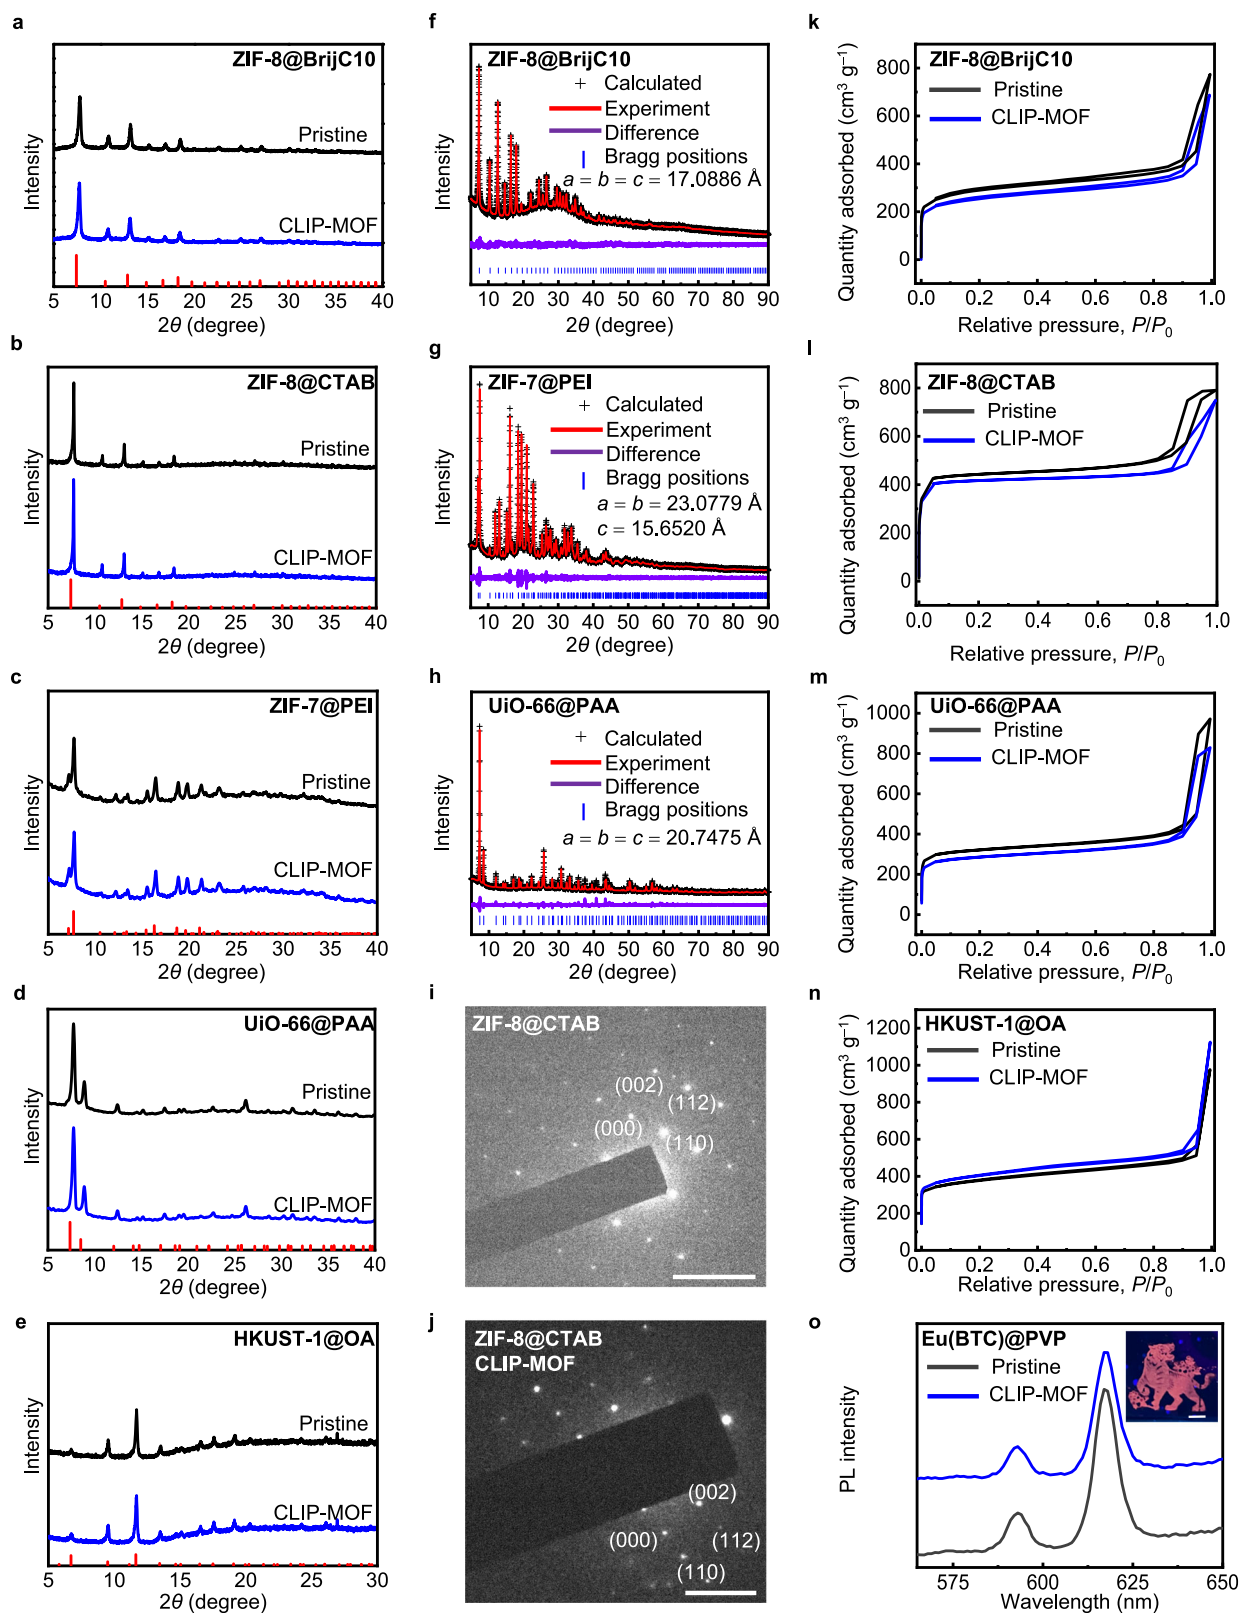 a
ZIF-8@BrijC10
Pristine
CLIP-MOF
Intensity
5 10 15 20 25 30 35 40
2θ (degree)
b
ZIF-8@CTAB
Pristine
CLIP-MOF
Intensity
5 10 15 20 25 30 35 40
2θ (degree)
c
ZIF-7@PEI
Pristine
CLIP-MOF
Intensity
5 10 15 20 25 30 35 40
2θ (degree)
d
UiO-66@PAA
Pristine
CLIP-MOF
Intensity
5 10 15 20 25 30 35 40
2θ (degree)
e
HKUST-1@OA
Pristine
CLIP-MOF
Intensity
5 10 15 20 25 30
2θ (degree)
f
ZIF-8@BrijC10
+ Calculated
Experiment
Difference
Bragg positions
a = b = c = 17.0886 Å
Intensity
10 20 30 40 50 60 70 80 90
2θ (degree)
g
ZIF-7@PEI
+ Calculated
Experiment
Difference
Bragg positions
a = b = 23.0779 Å
c = 15.6520 Å
Intensity
10 20 30 40 50 60 70 80 90
2θ (degree)
h
UiO-66@PAA
+ Calculated
Experiment
Difference
Bragg positions
a = b = c = 20.7475 Å
Intensity
10 20 30 40 50 60 70 80 90
2θ (degree)
i
ZIF-8@CTAB
(002)
(112)
(000)
(110)
j
ZIF-8@CTAB
CLIP-MOF
(002)
(000)
(112)
(110)
k
ZIF-8@BrijC10
Pristine
CLIP-MOF
Quantity adsorbed (cm³ g⁻¹)
800
600
400
200
0
0.0 0.2 0.4 0.6 0.8 1.0
Relative pressure, P/P₀
l
ZIF-8@CTAB
Pristine
CLIP-MOF
Quantity adsorbed (cm³ g⁻¹)
800
600
400
200
0
0.0 0.2 0.4 0.6 0.8 1.0
Relative pressure, P/P₀
m
UiO-66@PAA
Pristine
CLIP-MOF
Quantity adsorbed (cm³ g⁻¹)
1000
800
600
400
200
0
0.0 0.2 0.4 0.6 0.8 1.0
Relative pressure, P/P₀
n
HKUST-1@OA
Pristine
CLIP-MOF
Quantity adsorbed (cm³ g⁻¹)
1200
1000
800
600
400
200
0
0.0 0.2 0.4 0.6 0.8 1.0
Relative pressure, P/P₀
o
Eu(BTC)@PVP
Pristine
CLIP-MOF
PL intensity
575 600 625 650
Wavelength (nm)